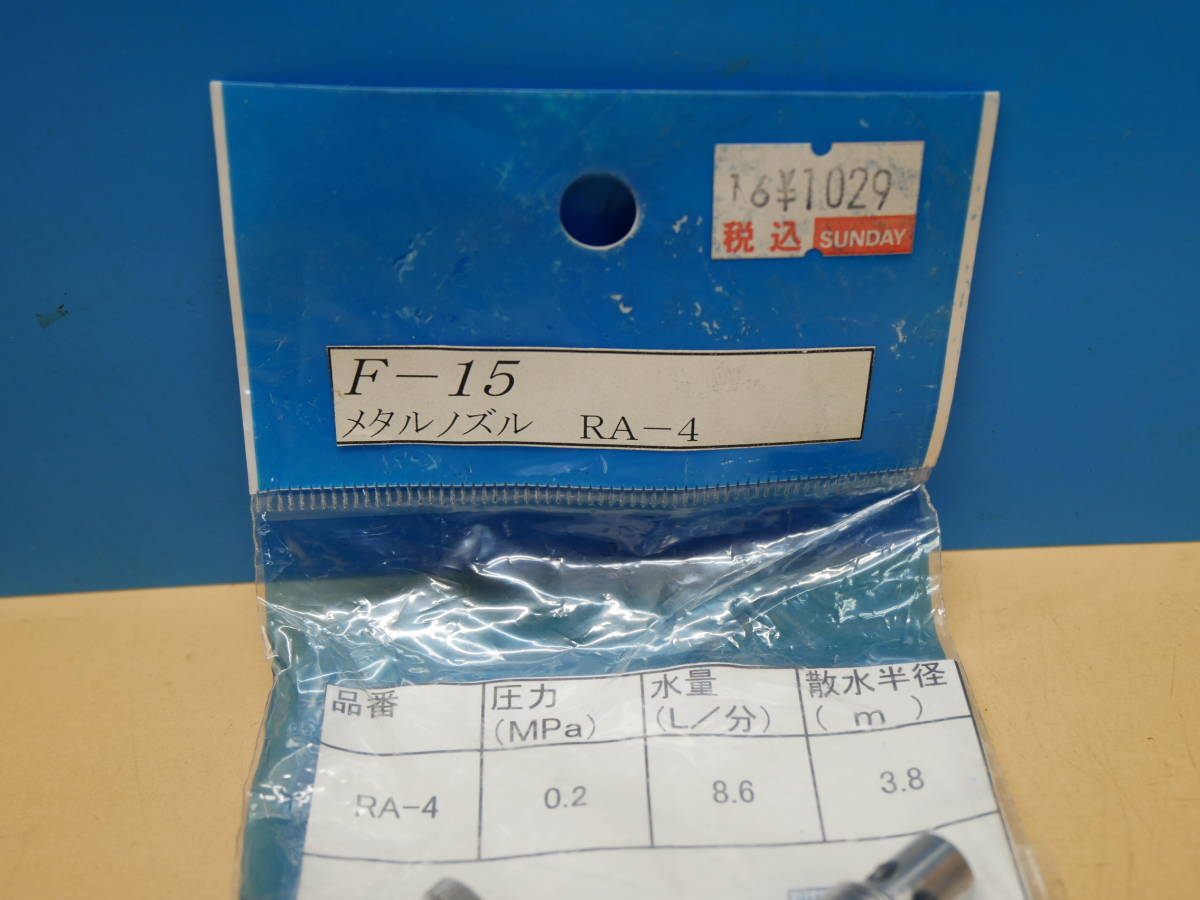 16¥1029
税込 SUNDAY
F-15
メタルノズル RA-4
品番 圧力 水量 散水半径
(MPa) (L/分) (m)
RA-4 0.2 8.6 3.8